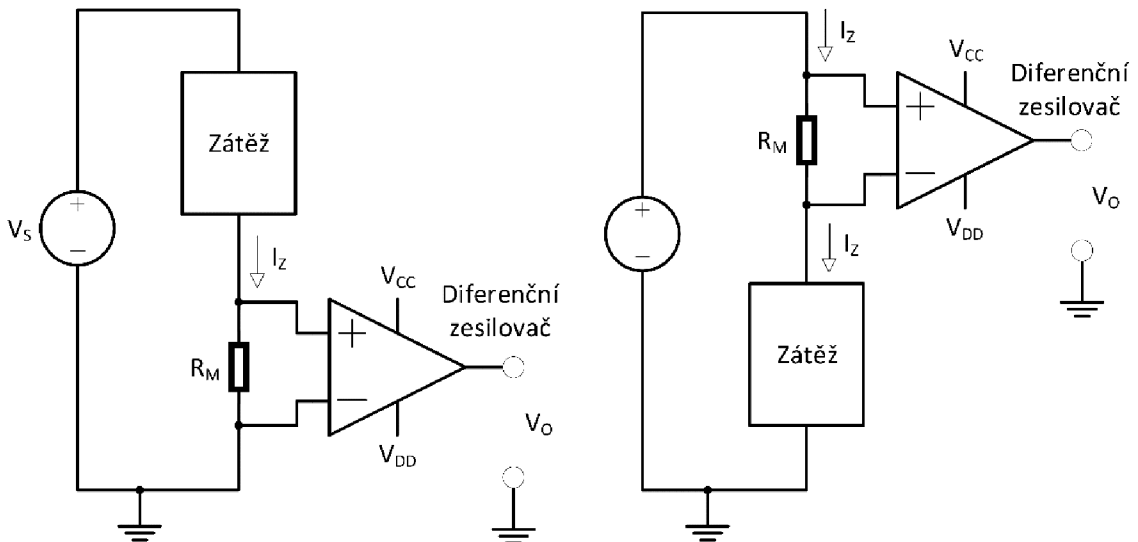 V_S
+
−
Zátěž
I_Z
R_M
+
−
V_CC
V_DD
Diferenční
zesilovač
V_O
+
−
I_Z
R_M
I_Z
Zátěž
+
−
V_CC
V_DD
Diferenční
zesilovač
V_O